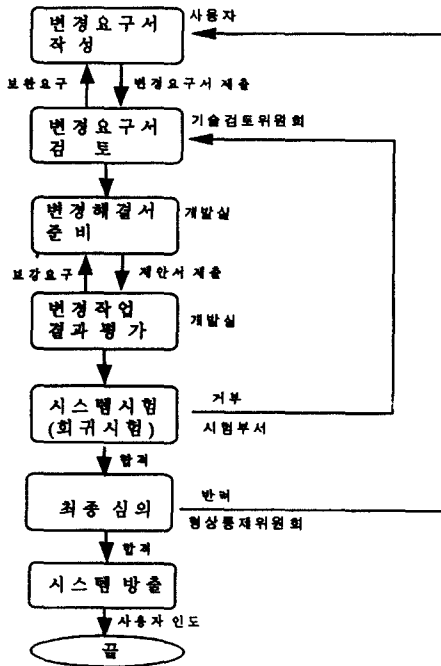 변경요구서
작성
사용자
보완요구
변경요구서 제출
변경요구서
검토
기술검토위원회
변경해결서
준비
개발실
보강요구
제안서 제출
변경작업
결과평가
개발실
시스템시험
(회귀시험)
거부
시험부서
합격
최종심의
반려
형상통제위원회
합격
시스템방출
사용자 인도
끝